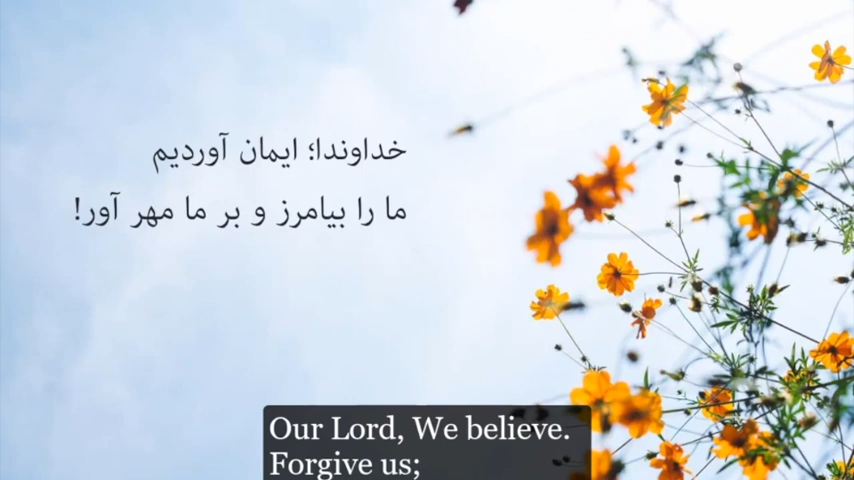 خداوندا؛ ایمان آوردیم
ما را بیامرز و بر ما مهر آور!
Our Lord, We believe.
Forgive us;